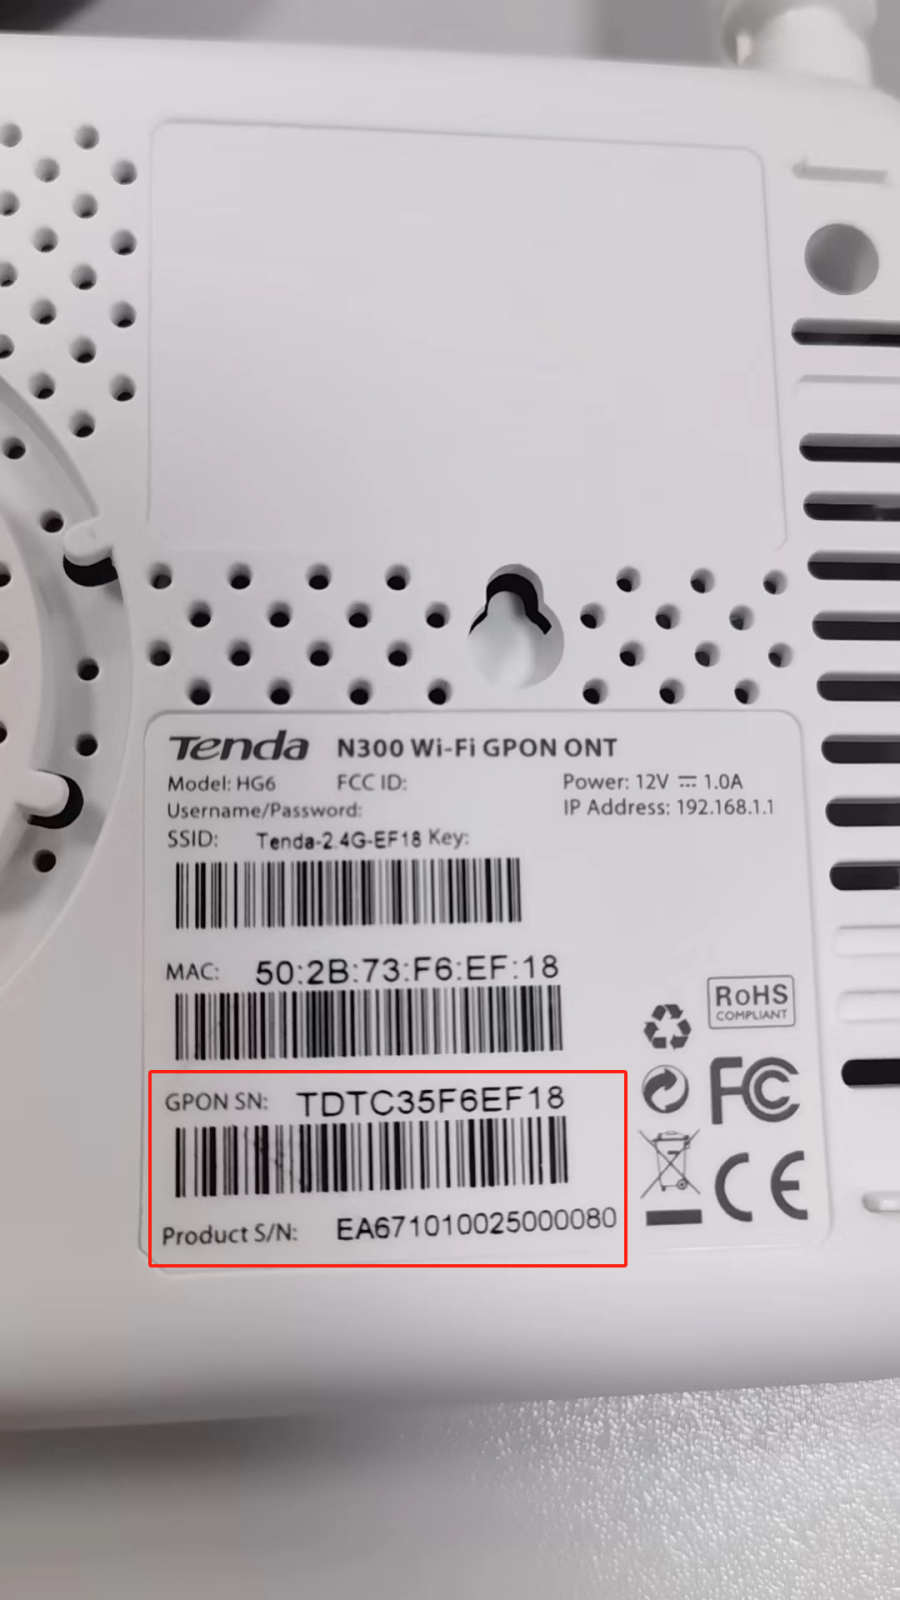 Tenda N300 Wi-Fi GPON ONT
Model: HG6 FCC ID: Power: 12V ⎓ 1.0A
Username/Password: IP Address: 192.168.1.1
SSID: Tenda-2.4G-EF18 Key:
MAC: 50:2B:73:F6:EF:18
RoHS
COMPLIANT
GPON SN: TDTC35F6EF18
FC
CE
Product S/N: EA671010025000080